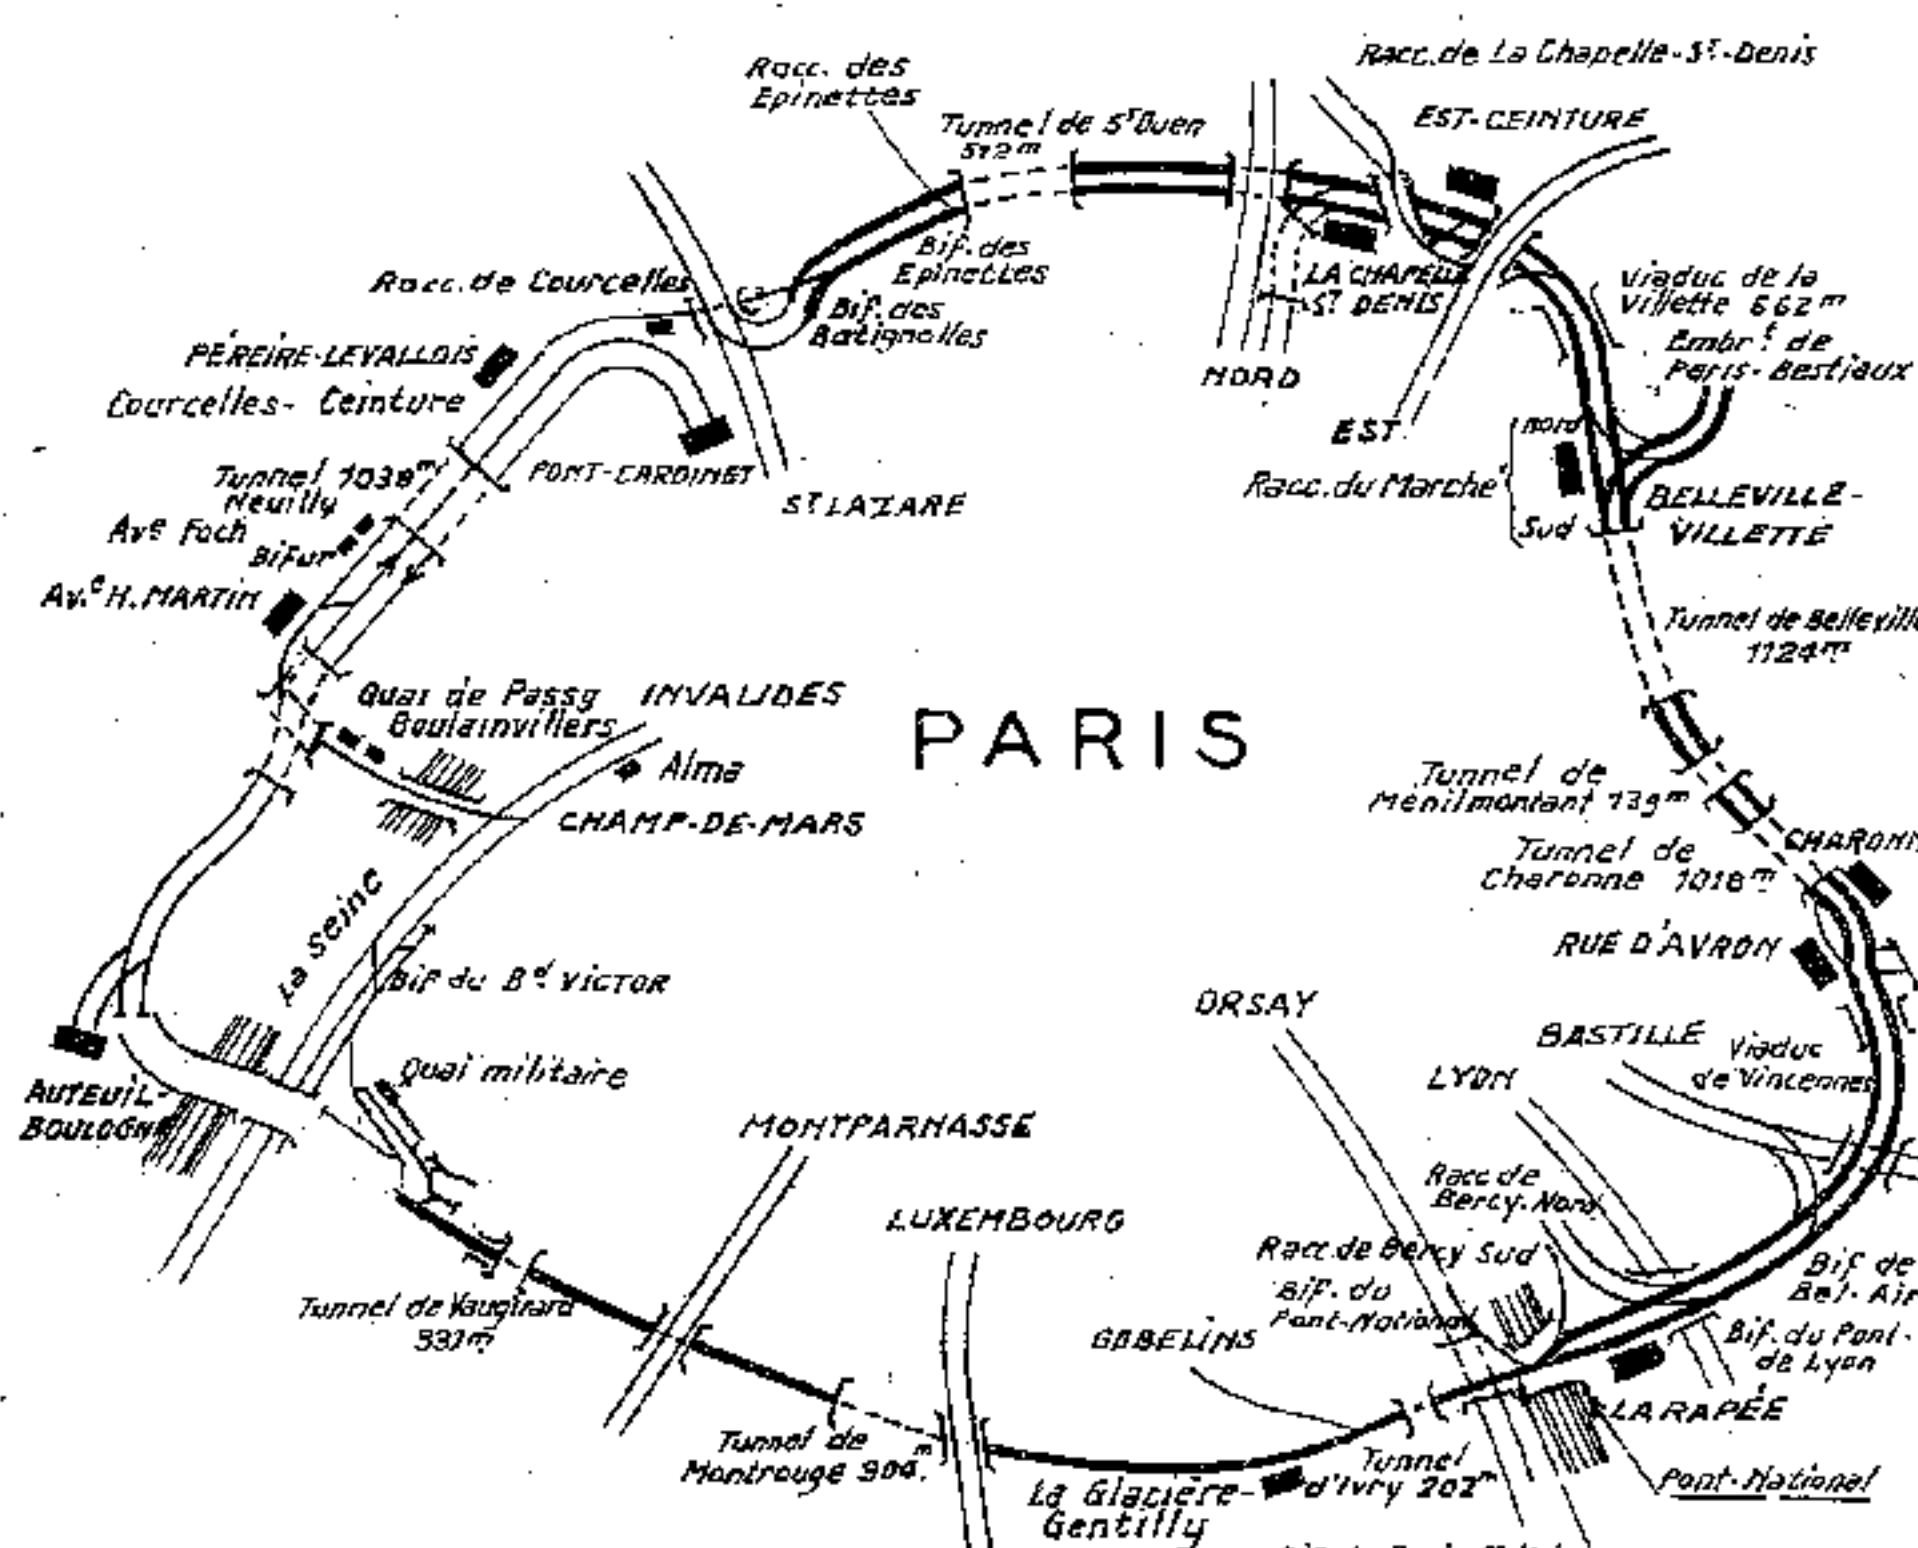 Racc. de La Chapelle-St-Denis
Racc. des
Epinettes
EST-CEINTURE
Tunnel de St Ouen
512m
Bif. des
Epinettes
Racc. de Courcelles
Bif. des
Batignolles
LA CHAPELLE
ST DENIS
Viaduc de la
Villette 662m
Embrt de
Paris-Bestiaux
PÉREIRE-LEVALLOIS
Courcelles- Ceinture
NORD
EST
nord
Racc. du Marché
Sud
BELLEVILLE-
VILLETTE
Tunnel 1038m
Neuilly
PONT-CARDINET
ST LAZARE
Ave Foch
Bifur
Av.e H. MARTIN
Tunnel de Belleville
1124m
Quai de Passy
Boulainvillers
INVALIDES
PARIS
Alma
CHAMP-DE-MARS
Tunnel de
Ménilmontant
Tunnel de
Charonne 1018m
CHARONN
La Seine
RUE D'AVRON
Bif du Bd VICTOR
ORSAY
BASTILLE
Viaduc
de Vincennes
Quai militaire
LYON
AUTEUIL-
BOULOGNE
MONTPARNASSE
LUXEMBOURG
Racc de
Bercy-Nord
Racc. de Bercy Sud
Bif. du
Pont-National
Bif de
Bel-Air
Tunnel de Vaugirard
GOBELINS
Bif. du Pont-
de Lyon
LA RAPÉE
Tunnel de
Montrouge 904m
Tunnel
d'Ivry 202m
La Glacière-
Gentilly
Pont-National